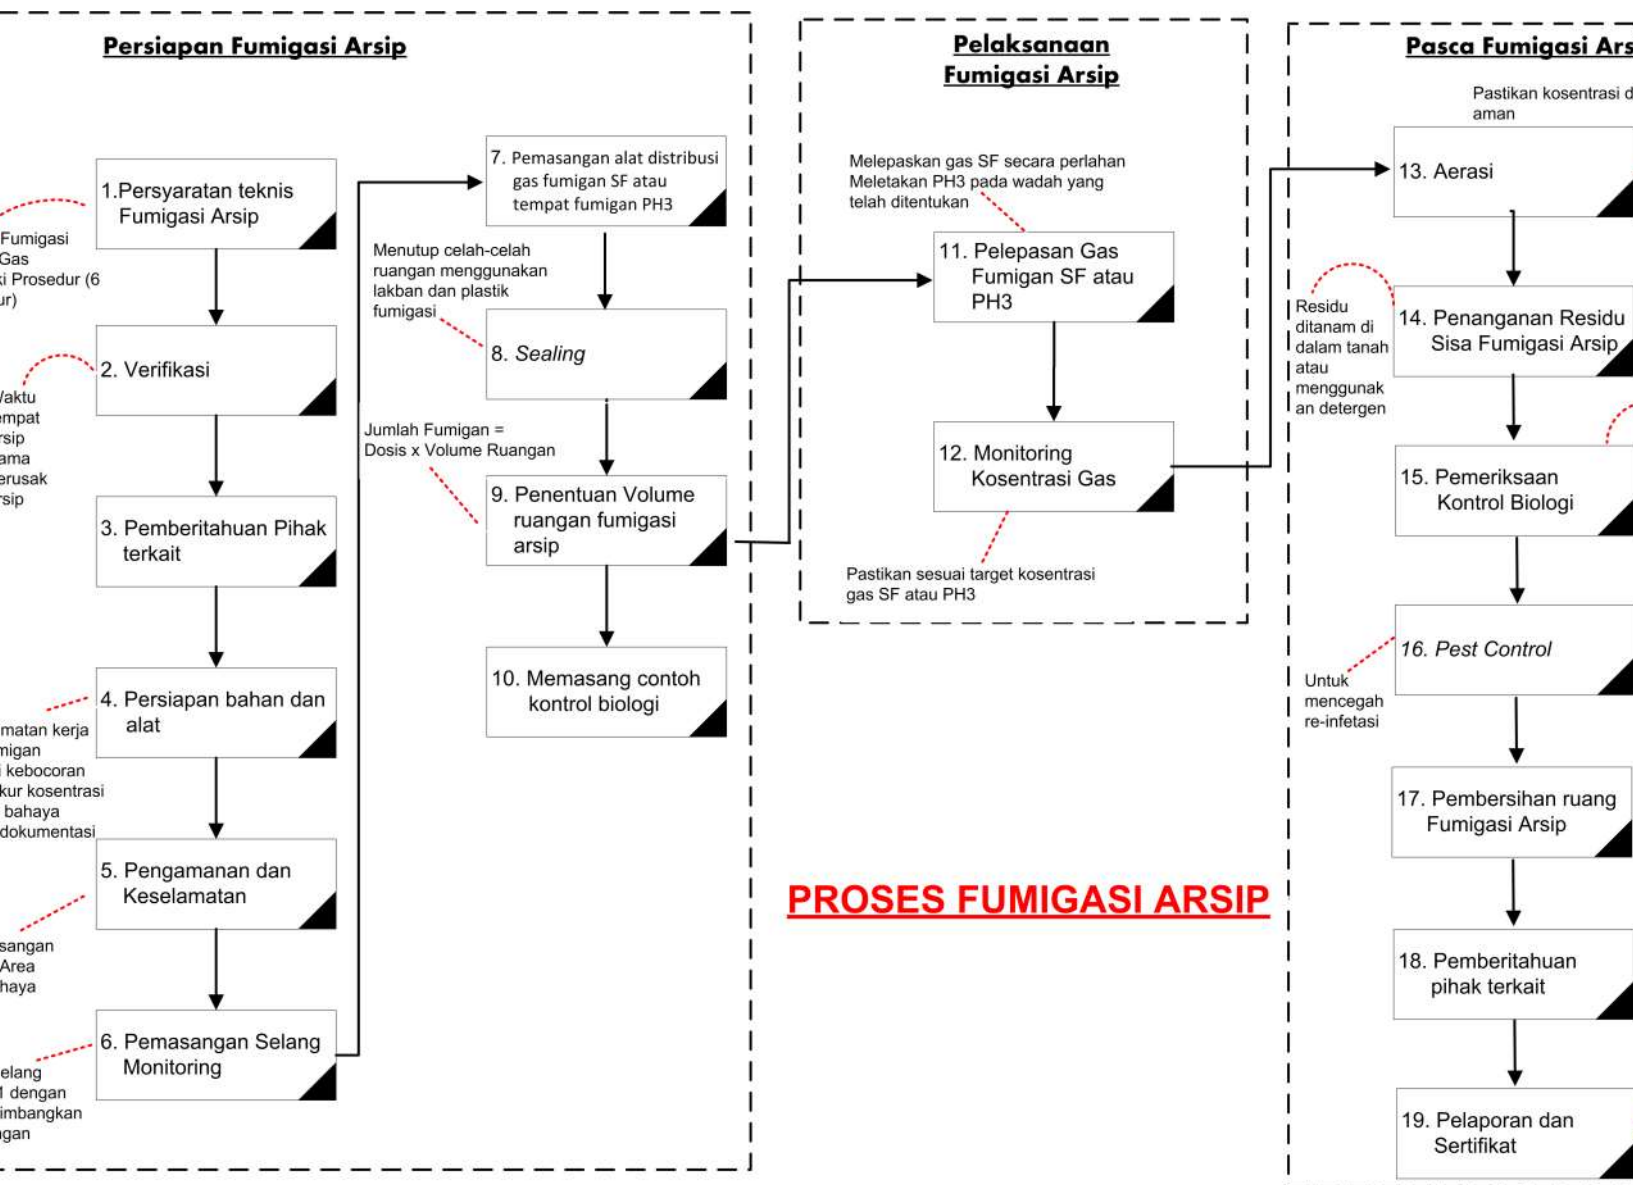 Persiapan Fumigasi Arsip
1.Persyaratan teknis
Fumigasi Arsip
Fumigasi
Gas
ki Prosedur (6
ur)
2. Verifikasi
Waktu
empat
rsip
ama
erusak
rsip
3. Pemberitahuan Pihak
terkait
4. Persiapan bahan dan
alat
matan kerja
migan
i kebocoran
kur kosentrasi
bahaya
dokumentasi
5. Pengamanan dan
Keselamatan
sangan
Area
haya
6. Pemasangan Selang
Monitoring
elang
1 dengan
imbangkan
ngan
7. Pemasangan alat distribusi
gas fumigan SF atau
tempat fumigan PH3
Menutup celah-celah
ruangan menggunakan
lakban dan plastik
fumigasi
8. Sealing
Jumlah Fumigan =
Dosis x Volume Ruangan
9. Penentuan Volume
ruangan fumigasi
arsip
10. Memasang contoh
kontrol biologi
Pelaksanaan
Fumigasi Arsip
Melepaskan gas SF secara perlahan
Meletakan PH3 pada wadah yang
telah ditentukan
11. Pelepasan Gas
Fumigan SF atau
PH3
12. Monitoring
Kosentrasi Gas
Pastikan sesuai target kosentrasi
gas SF atau PH3
PROSES FUMIGASI ARSIP
Pasca Fumigasi Ars
Pastikan kosentrasi d
aman
13. Aerasi
Residu
ditanam di
dalam tanah
atau
menggunak
an detergen
14. Penanganan Residu
Sisa Fumigasi Arsip
15. Pemeriksaan
Kontrol Biologi
16. Pest Control
Untuk
mencegah
re-infetasi
17. Pembersihan ruang
Fumigasi Arsip
18. Pemberitahuan
pihak terkait
19. Pelaporan dan
Sertifikat